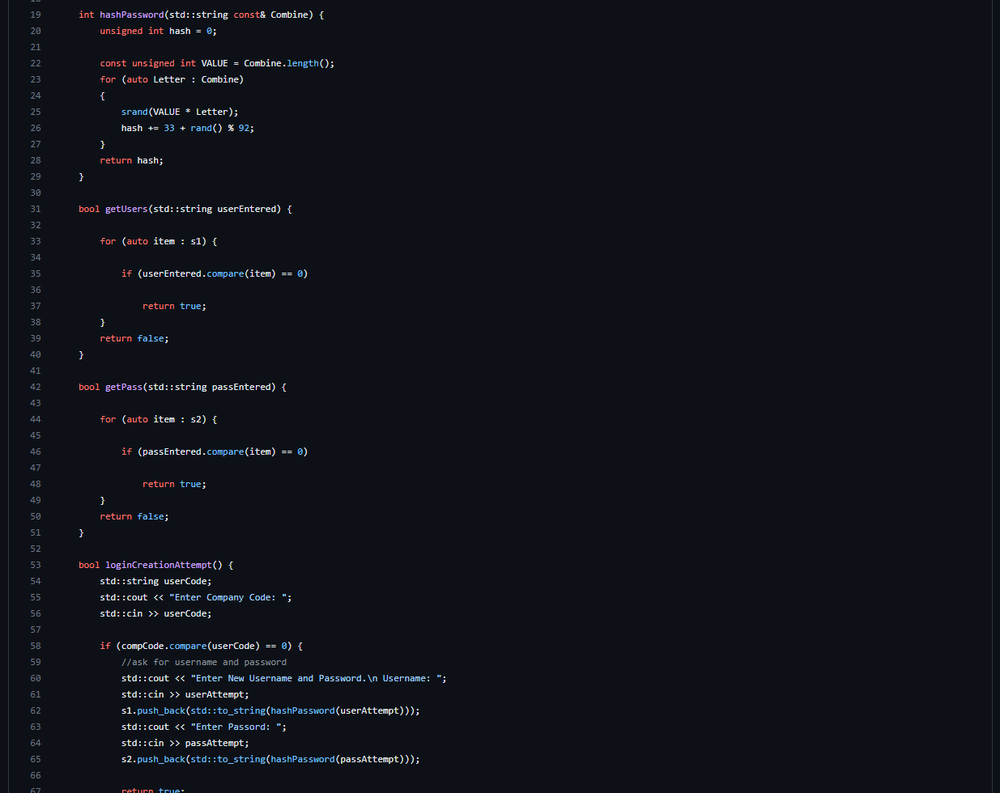 19 int hashPassword(std::string const& Combine) {
20 unsigned int hash = 0;
21
22 const unsigned int VALUE = Combine.length();
23 for (auto Letter : Combine)
24 {
25 srand(VALUE * Letter);
26 hash += 33 + rand() % 92;
27 }
28 return hash;
29 }
30
31 bool getUsers(std::string userEntered) {
32
33 for (auto item : s1) {
34
35 if (userEntered.compare(item) == 0)
36
37 return true;
38 }
39 return false;
40 }
41
42 bool getPass(std::string passEntered) {
43
44 for (auto item : s2) {
45
46 if (passEntered.compare(item) == 0)
47
48 return true;
49 }
50 return false;
51 }
52
53 bool loginCreationAttempt() {
54 std::string userCode;
55 std::cout << "Enter Company Code: ";
56 std::cin >> userCode;
57
58 if (compCode.compare(userCode) == 0) {
59 //ask for username and password
60 std::cout << "Enter New Username and Password.\n Username: ";
61 std::cin >> userAttempt;
62 s1.push_back(std::to_string(hashPassword(userAttempt)));
63 std::cout << "Enter Passord: ";
64 std::cin >> passAttempt;
65 s2.push_back(std::to_string(hashPassword(passAttempt)));
66
67 return true;